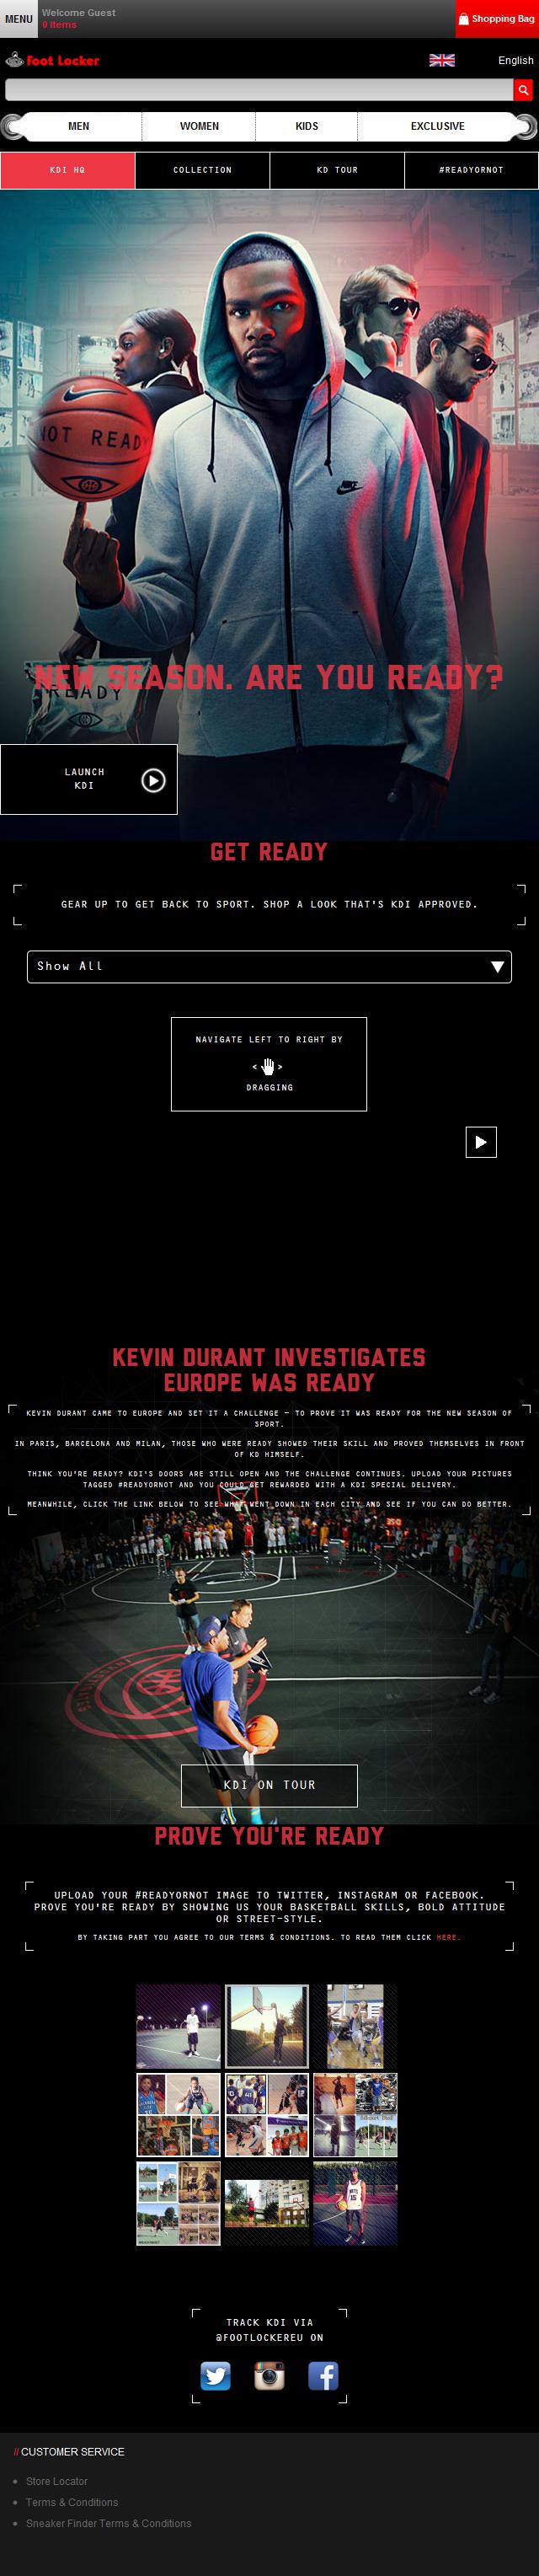 MENU
Welcome Guest
0 Items
Shopping Bag
Foot Locker
English
MEN
WOMEN
KIDS
EXCLUSIVE
KDI HQ
COLLECTION
KD TOUR
#READYORNOT
NOT READY
NEW SEASON. ARE YOU READY?
READY
LAUNCH
KDI
GET READY
GEAR UP TO GET BACK TO SPORT. SHOP A LOOK THAT'S KDI APPROVED.
Show All
NAVIGATE LEFT TO RIGHT BY
< >
DRAGGING
KEVIN DURANT INVESTIGATES
EUROPE WAS READY
KEVIN DURANT CAME TO EUROPE AND SET IT A CHALLENGE – TO PROVE IT WAS READY FOR THE NEW SEASON OF
SPORT.
IN PARIS, BARCELONA AND MILAN, THOSE WHO WERE READY SHOWED THEIR SKILL AND PROVED THEMSELVES IN FRONT
OF KD HIMSELF.
THINK YOU'RE READY? KDI'S DOORS ARE STILL OPEN AND THE CHALLENGE CONTINUES. UPLOAD YOUR PICTURES
TAGGED #READYORNOT AND YOU COULD GET REWARDED WITH A KDI SPECIAL DELIVERY.
MEANWHILE, CLICK THE LINK BELOW TO SEE WHAT WENT DOWN IN EACH CITY AND SEE IF YOU CAN DO BETTER.
KDI ON TOUR
PROVE YOU'RE READY
UPLOAD YOUR #READYORNOT IMAGE TO TWITTER, INSTAGRAM OR FACEBOOK.
PROVE YOU'RE READY BY SHOWING US YOUR BASKETBALL SKILLS, BOLD ATTITUDE
OR STREET-STYLE.
BY TAKING PART YOU AGREE TO OUR TERMS & CONDITIONS. TO READ THEM CLICK HERE.
TRACK KDI VIA
@FOOTLOCKEREU ON
// CUSTOMER SERVICE
Store Locator
Terms & Conditions
Sneaker Finder Terms & Conditions